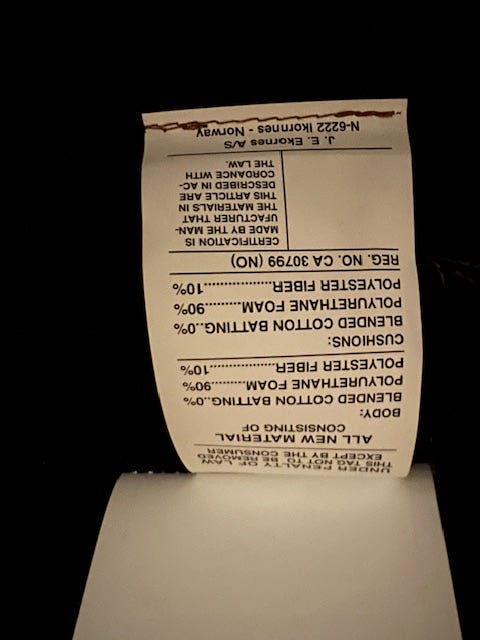 UNDER PENALTY OF LAW
THIS TAG NOT TO BE REMOVED
EXCEPT BY THE CONSUMER
ALL NEW MATERIAL
CONSISTING OF
BODY:
BLENDED COTTON BATTING..0%
POLYURETHANE FOAM.........90%
POLYESTER FIBER..................10%
CUSHIONS:
BLENDED COTTON BATTING..0%
POLYURETHANE FOAM.........90%
POLYESTER FIBER..................10%
REG. NO. CA 30799 (NO)
CERTIFICATION IS
MADE BY THE MAN-
UFACTURER THAT
THE MATERIALS IN
THIS ARTICLE ARE
DESCRIBED IN AC-
CORDANCE WITH
THE LAW.
J. E. Ekornes A/S
N-6222 Ikornnes - Norway